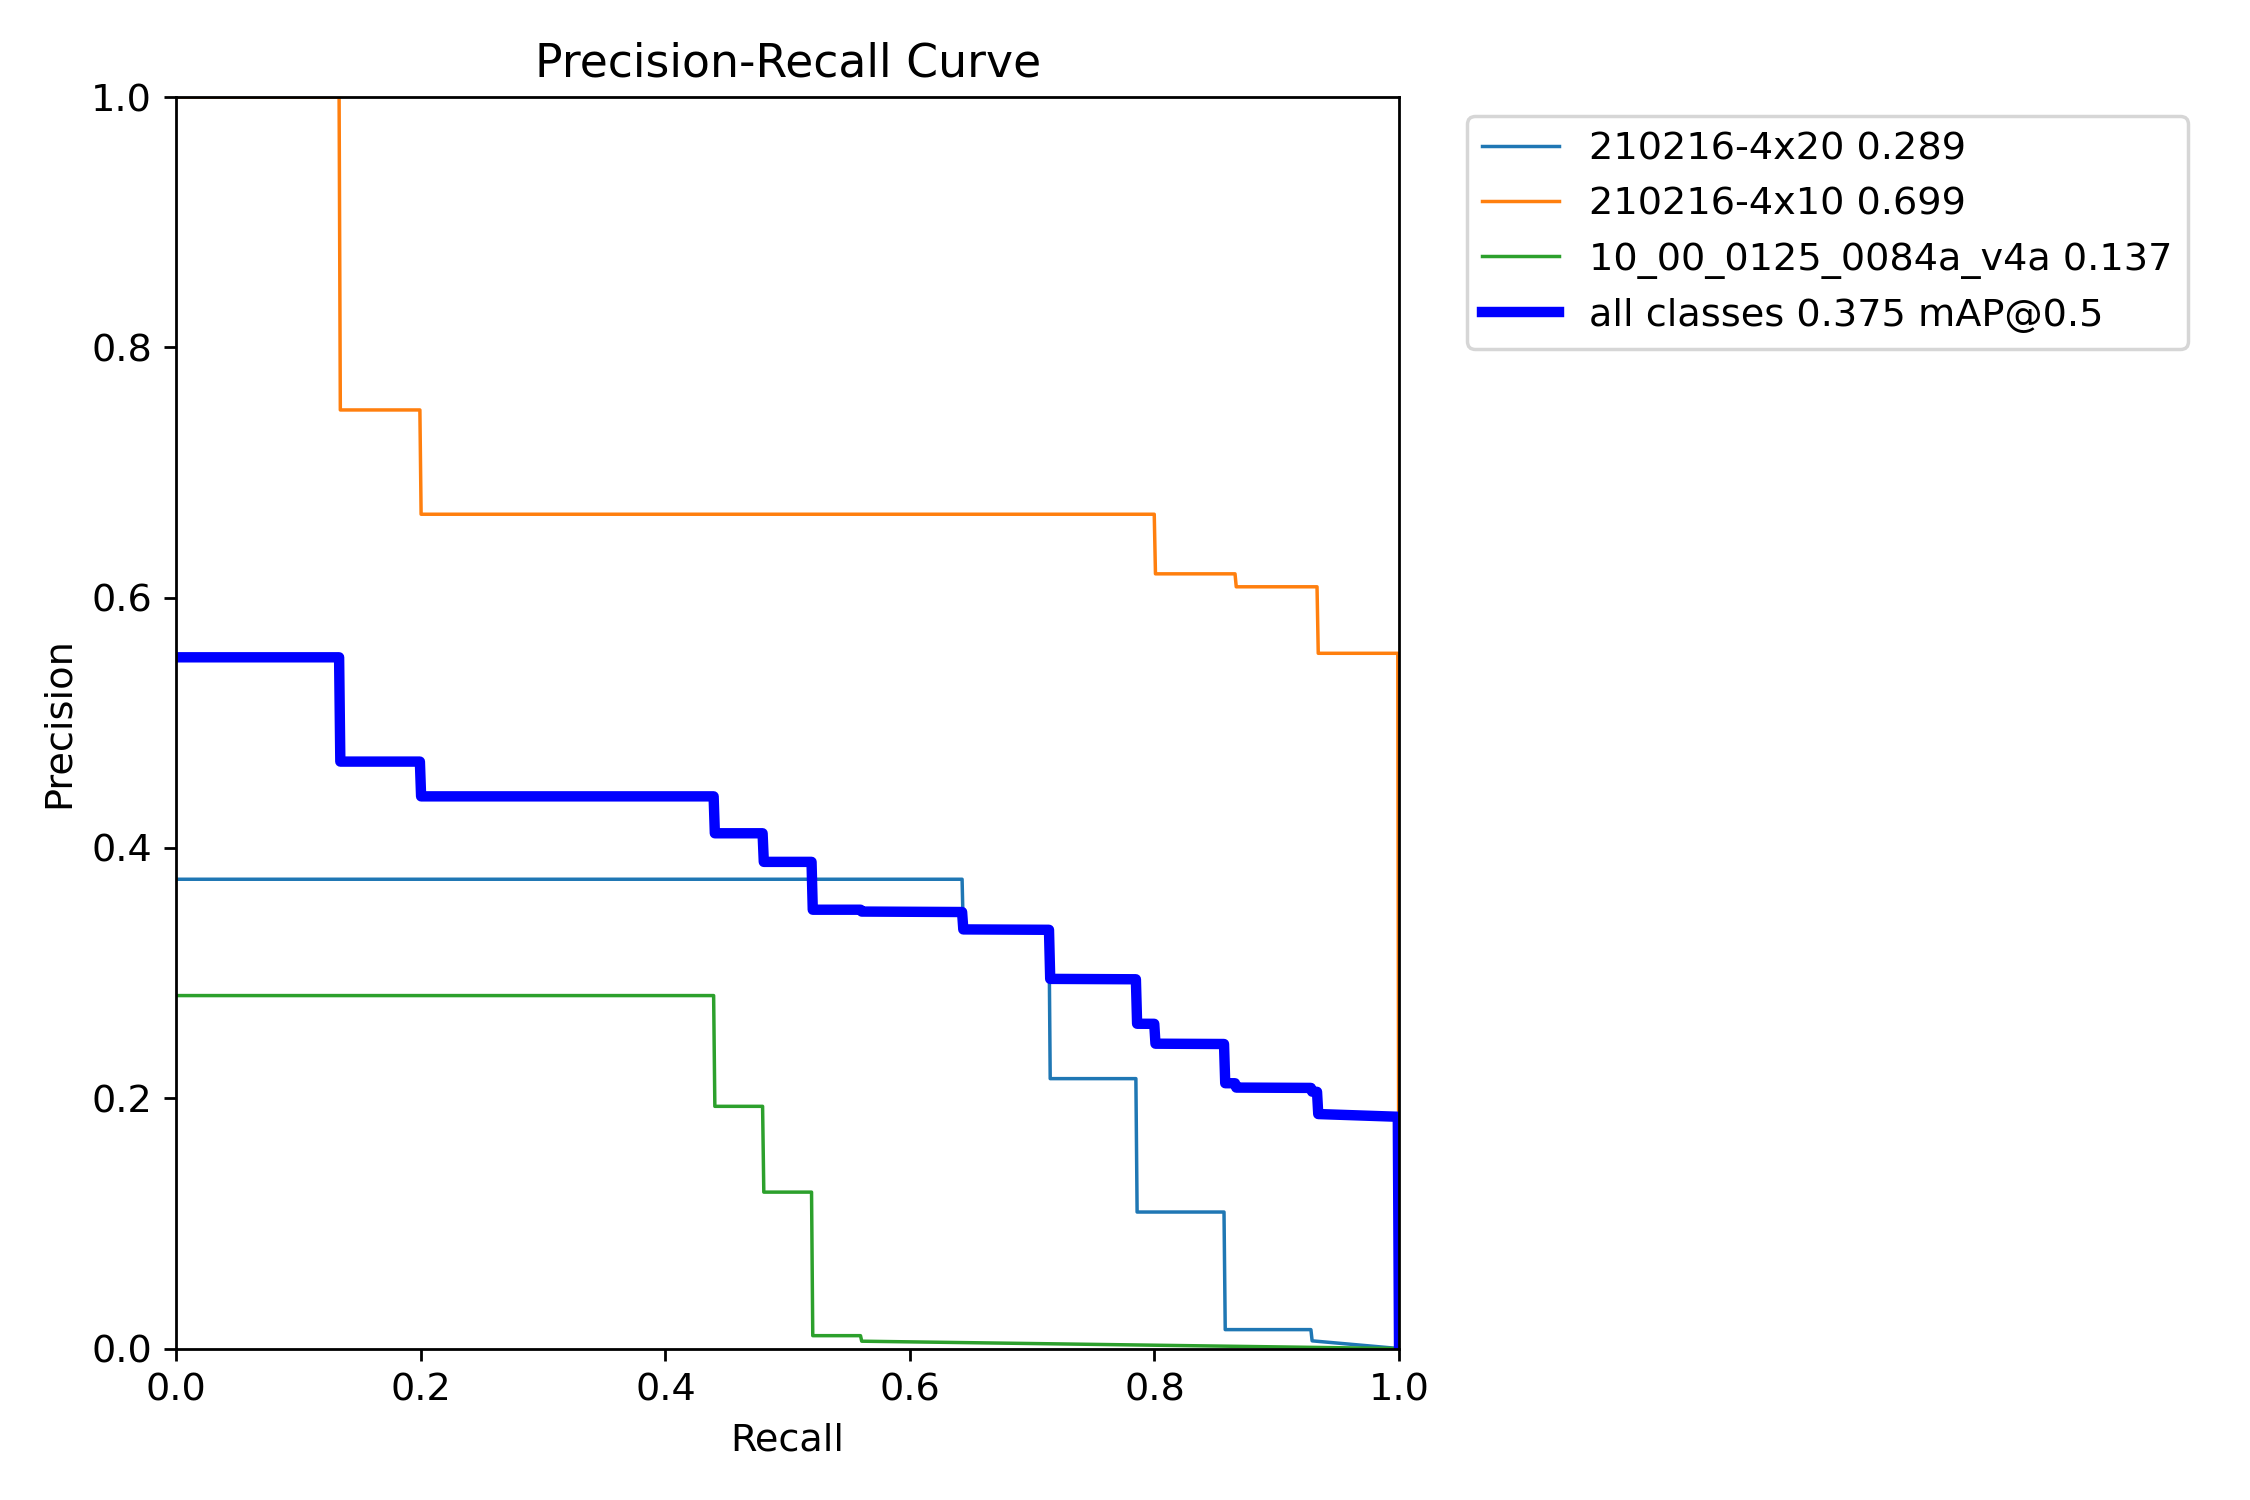 Precision-Recall Curve
1.0
0.8
0.6
0.4
0.2
0.0
Precision
0.0 0.2 0.4 0.6 0.8 1.0
Recall
210216-4x20 0.289
210216-4x10 0.699
10_00_0125_0084a_v4a 0.137
all classes 0.375 mAP@0.5